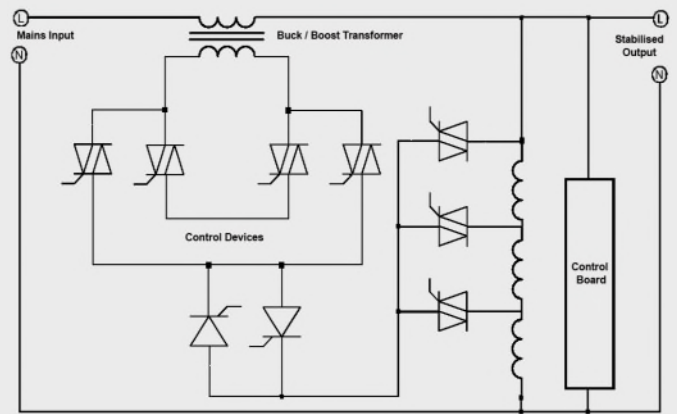 L
Mains Input
N
Buck / Boost Transformer
L
Stabilised
Output
N
Control Devices
Control
Board